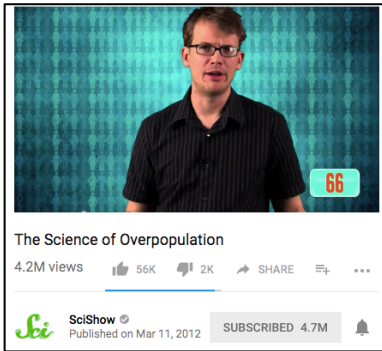 66
The Science of Overpopulation
4.2M views 56K 2K SHARE
Sci SciShow
Published on Mar 11, 2012 SUBSCRIBED 4.7M